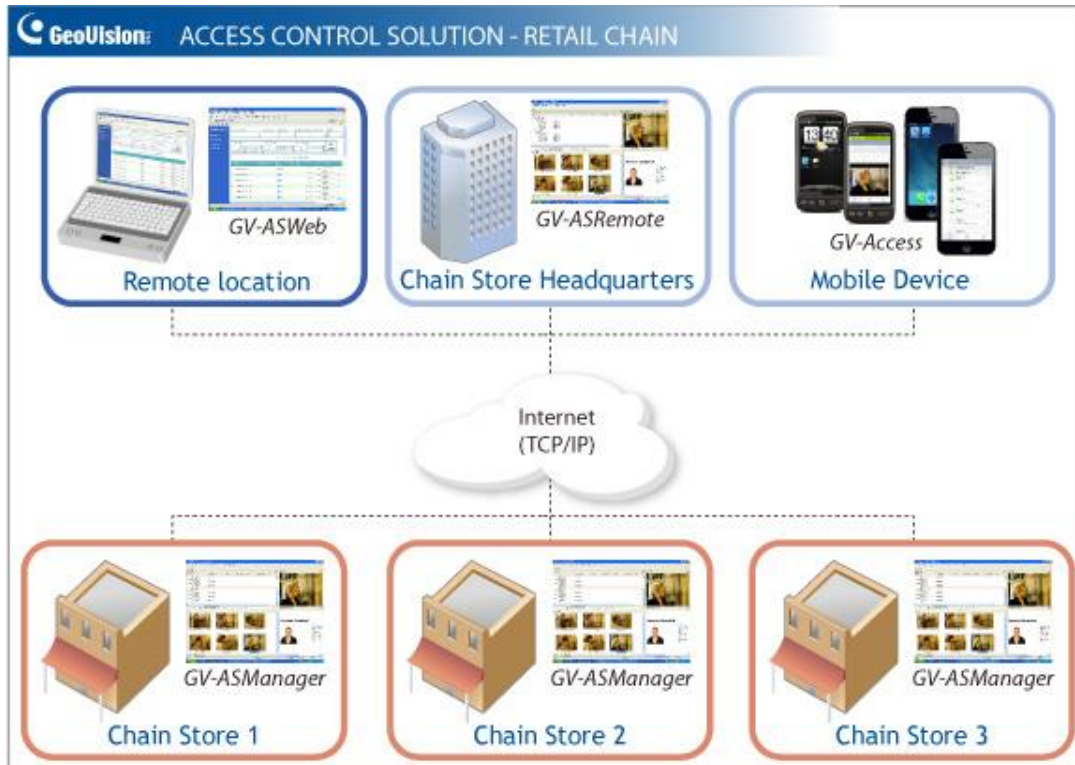 GeoVision
ACCESS CONTROL SOLUTION - RETAIL CHAIN
GV-ASWeb
Remote location
GV-ASRemote
Chain Store Headquarters
GV-Access
Mobile Device
Internet
(TCP/IP)
GV-ASManager
Chain Store 1
GV-ASManager
Chain Store 2
GV-ASManager
Chain Store 3